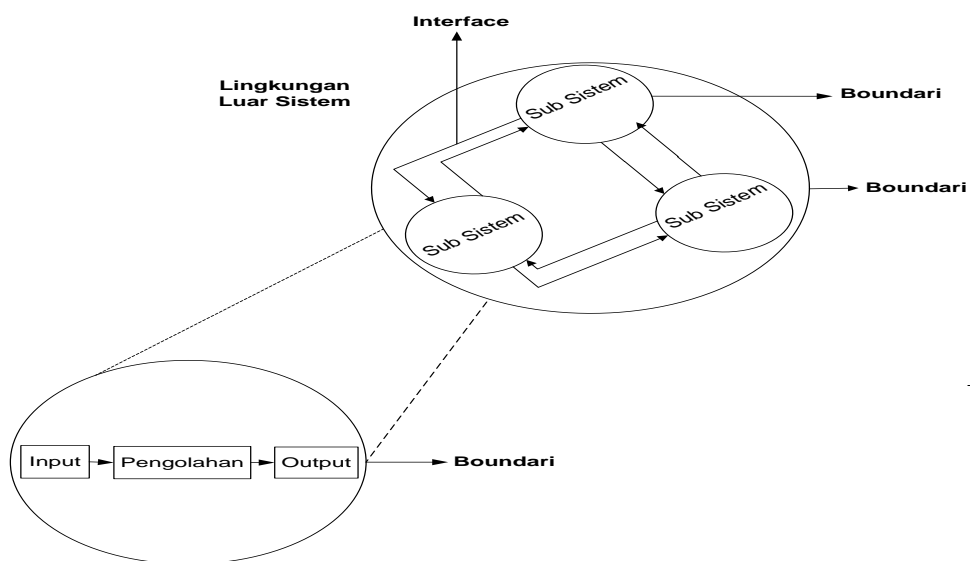 Interface
Lingkungan
Luar Sistem
Sub Sistem
Boundari
Sub Sistem
Boundari
Sub Sistem
Input
Pengolahan
Output
Boundari